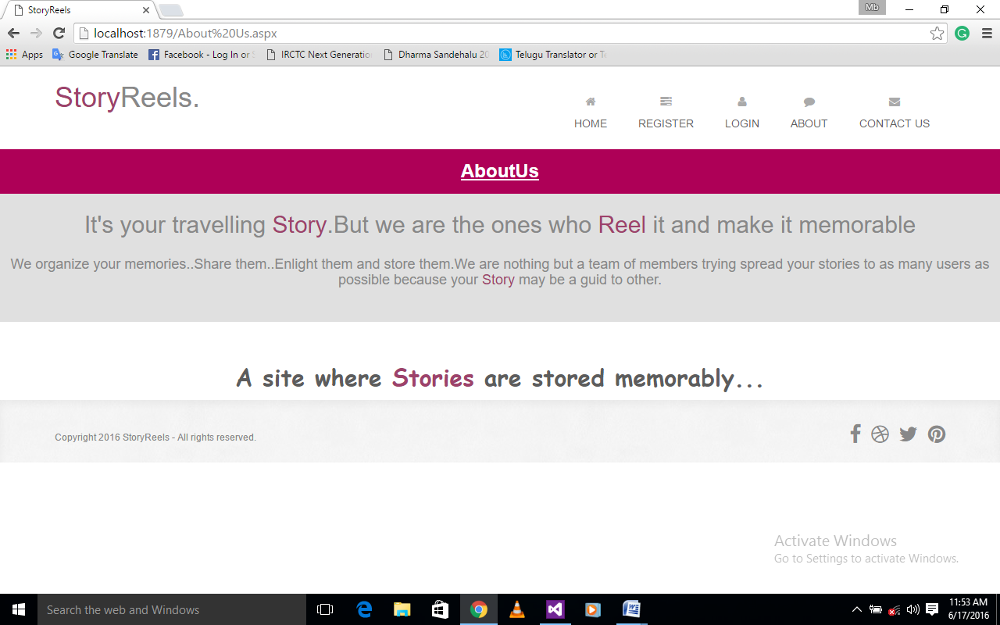 StoryReels
Mb
localhost:1879/About%20Us.aspx
Apps Google Translate Facebook - Log In or S IRCTC Next Generatio Dharma Sandehalu 20 Telugu Translator or Te
StoryReels.
HOME REGISTER LOGIN ABOUT CONTACT US
AboutUs
It's your travelling Story.But we are the ones who Reel it and make it memorable
We organize your memories..Share them..Enlight them and store them.We are nothing but a team of members trying spread your stories to as many users as
possible because your Story may be a guid to other.
A site where Stories are stored memorably...
Copyright 2016 StoryReels - All rights reserved.
Activate Windows
Go to Settings to activate Windows.
Search the web and Windows
11:53 AM
6/17/2016